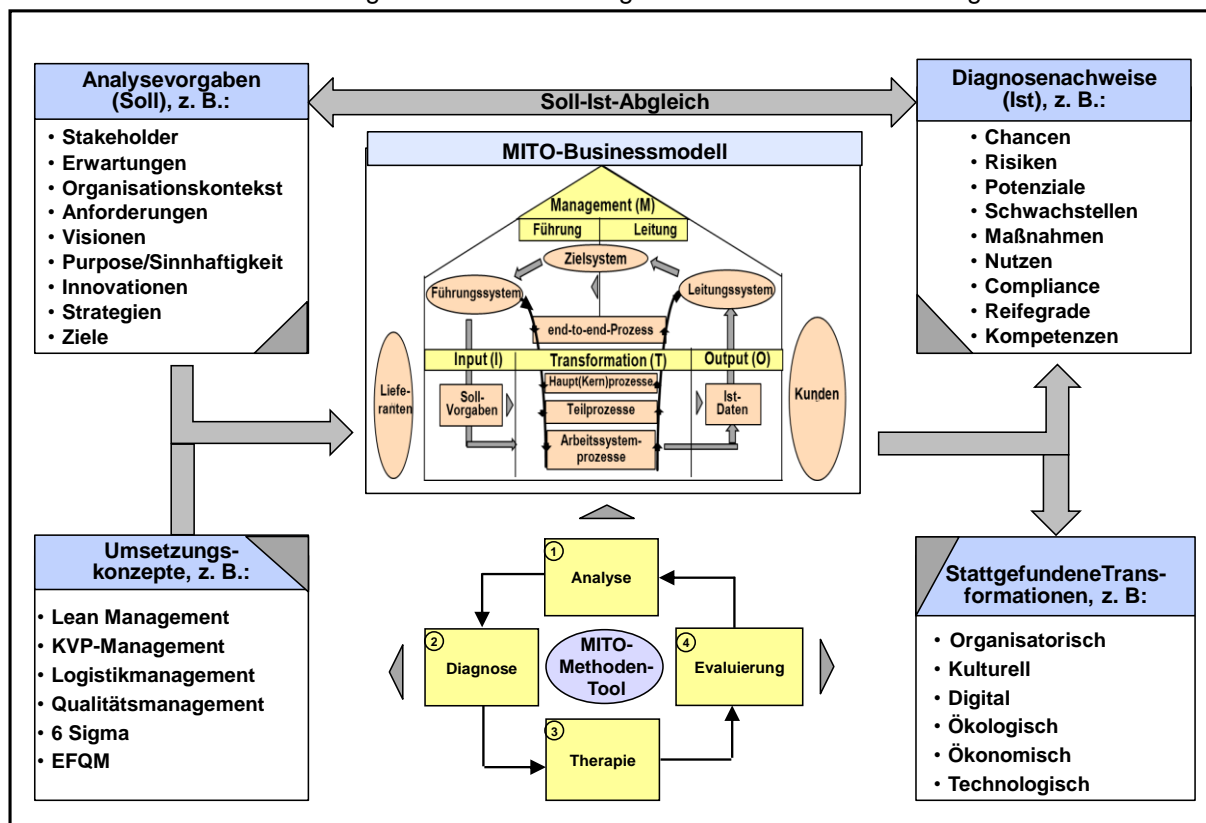 Analysevorgaben
(Soll), z. B.:
• Stakeholder
• Erwartungen
• Organisationskontext
• Anforderungen
• Visionen
• Purpose/Sinnhaftigkeit
• Innovationen
• Strategien
• Ziele
Soll-Ist-Abgleich
Diagnosenachweise
(Ist), z. B.:
• Chancen
• Risiken
• Potenziale
• Schwachstellen
• Maßnahmen
• Nutzen
• Compliance
• Reifegrade
• Kompetenzen
MITO-Businessmodell
Management (M)
Führung
Leitung
Zielsystem
Führungssystem
Leitungssystem
end-to-end-Prozess
Input (I)
Transformation (T)
Output (O)
Liefe-
ranten
Soll-
Vorgaben
Haupt(Kern)prozesse
Teilprozesse
Arbeitssystem-
prozesse
Ist-
Daten
Kunden
Umsetzungs-
konzepte, z. B.:
• Lean Management
• KVP-Management
• Logistikmanagement
• Qualitätsmanagement
• 6 Sigma
• EFQM
1
Analyse
2
Diagnose
MITO-
Methoden-
Tool
4
Evaluierung
3
Therapie
StattgefundeneTrans-
formationen, z. B:
• Organisatorisch
• Kulturell
• Digital
• Ökologisch
• Ökonomisch
• Technologisch